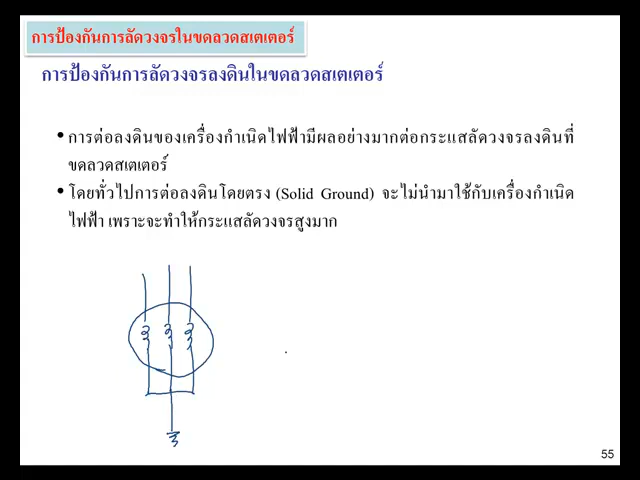 การป้องกันการลัดวงจรในขดลวดสเตเตอร์
การป้องกันการลัดวงจรลงดินในขดลวดสเตเตอร์
•การต่อลงดินของเครื่องกำเนิดไฟฟ้ามีผลอย่างมากต่อกระแสลัดวงจรลงดินที่
ขดลวดสเตเตอร์
•โดยทั่วไปการต่อลงดินโดยตรง (Solid Ground) จะไม่นำมาใช้กับเครื่องกำเนิด
ไฟฟ้า เพราะจะทำให้กระแสลัดวงจรสูงมาก
55